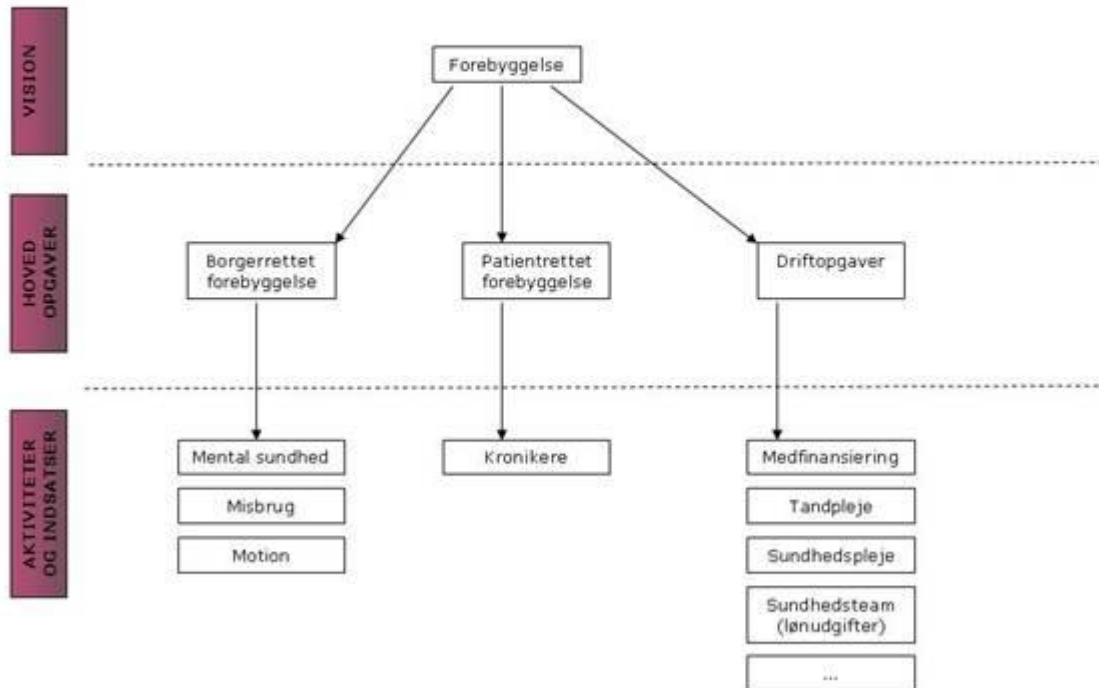 VISION
Forebyggelse
HOVED
OPGAVER
Borgerrettet
forebyggelse
Patientrettet
forebyggelse
Driftopgaver
AKTIVITETER
OG INDSATSER
Mental sundhed
Misbrug
Motion
Kronikere
Medfinansiering
Tandpleje
Sundhedspleje
Sundhedsteam
(lønudgifter)
...